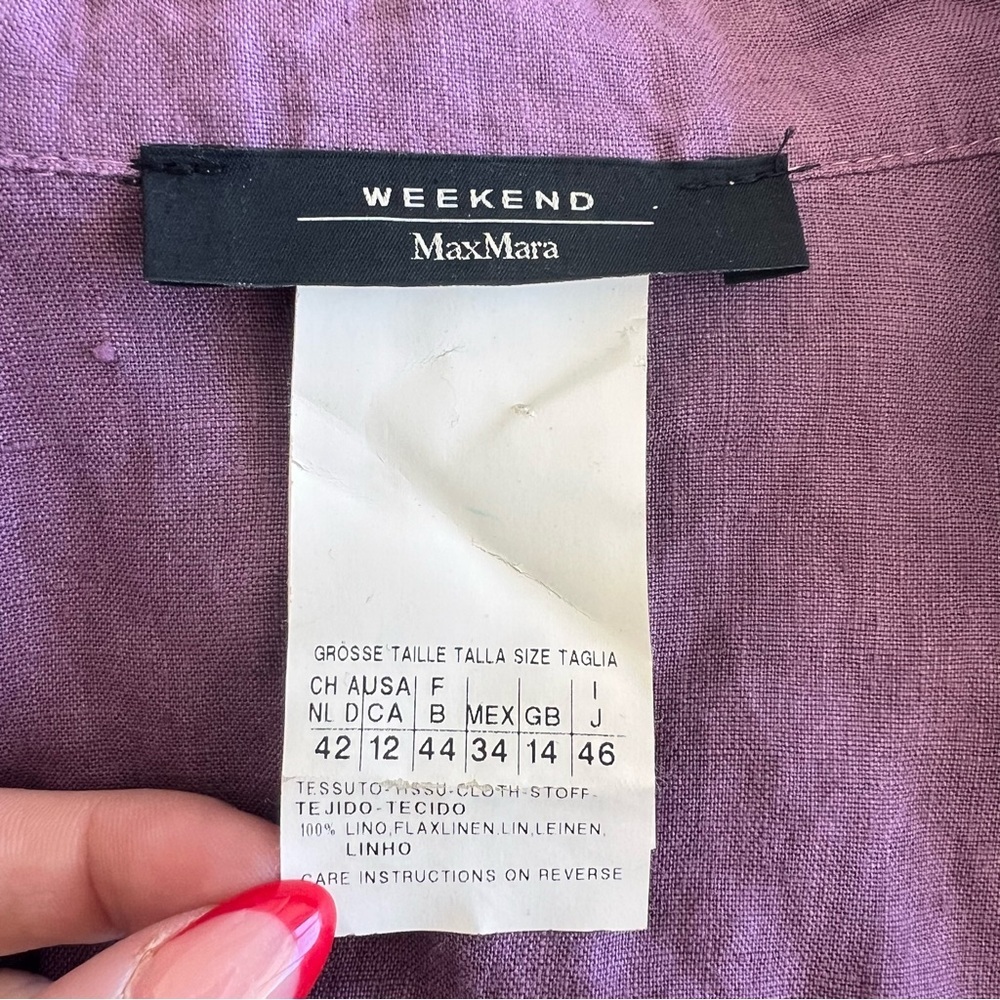 WEEKEND
MaxMara
GRÖSSE TAILLE TALLA SIZE TAGLIA
CH A USA F I
NL D CA B MEX GB J
42 12 44 34 14 46
TESSUTO-TISSU-CLOTH-STOFF-
TEJIDO-TECIDO
100% LINO,FLAXLINEN,LIN,LEINEN,
LINHO
CARE INSTRUCTIONS ON REVERSE